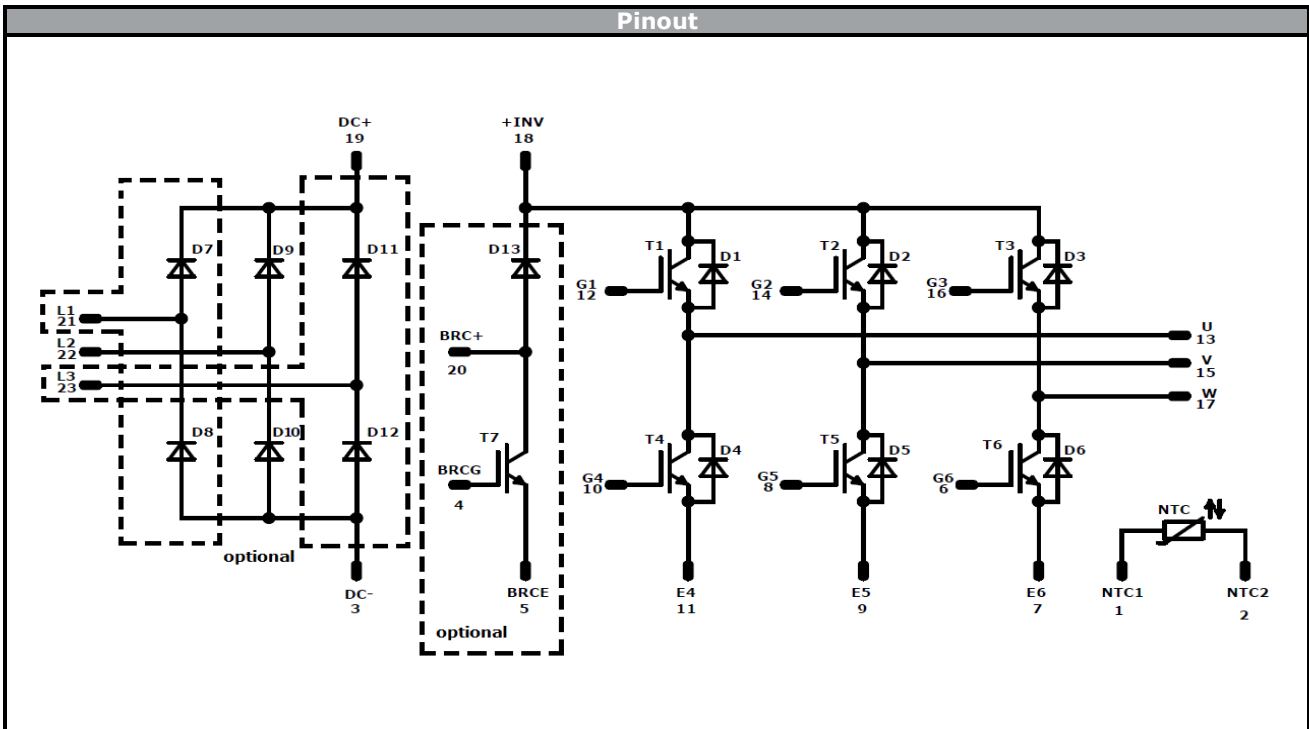 Pinout
DC+
19
+INV
18
D7
D9
D11
D13
T1
D1
T2
D2
T3
D3
G1
12
G2
14
G3
16
L1
21
L2
22
L3
23
BRC+
20
U
13
V
15
W
17
D8
D10
D12
T7
BRCG
4
T4
D4
T5
D5
T6
D6
G4
10
G5
8
G6
6
NTC
optional
DC-
3
BRCE
5
E4
11
E5
9
E6
7
NTC1
1
NTC2
2
optional